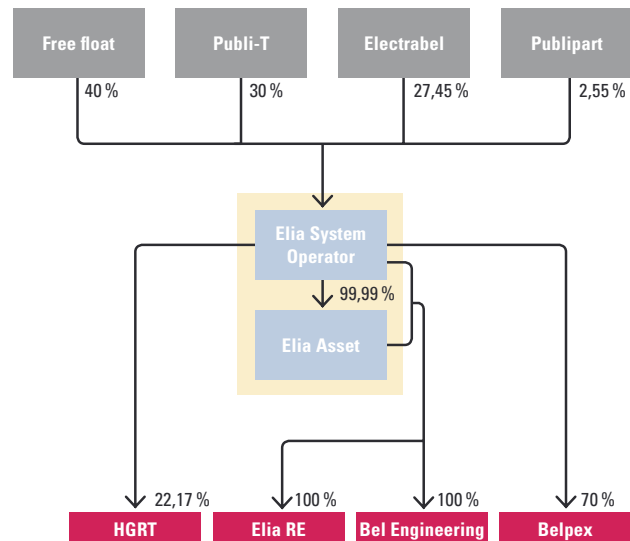 Free float
Publi-T
Electrabel
Publipart
40 %
30 %
27,45 %
2,55 %
Elia System
Operator
99,99 %
Elia Asset
22,17 %
100 %
100 %
70 %
HGRT
Elia RE
Bel Engineering
Belpex